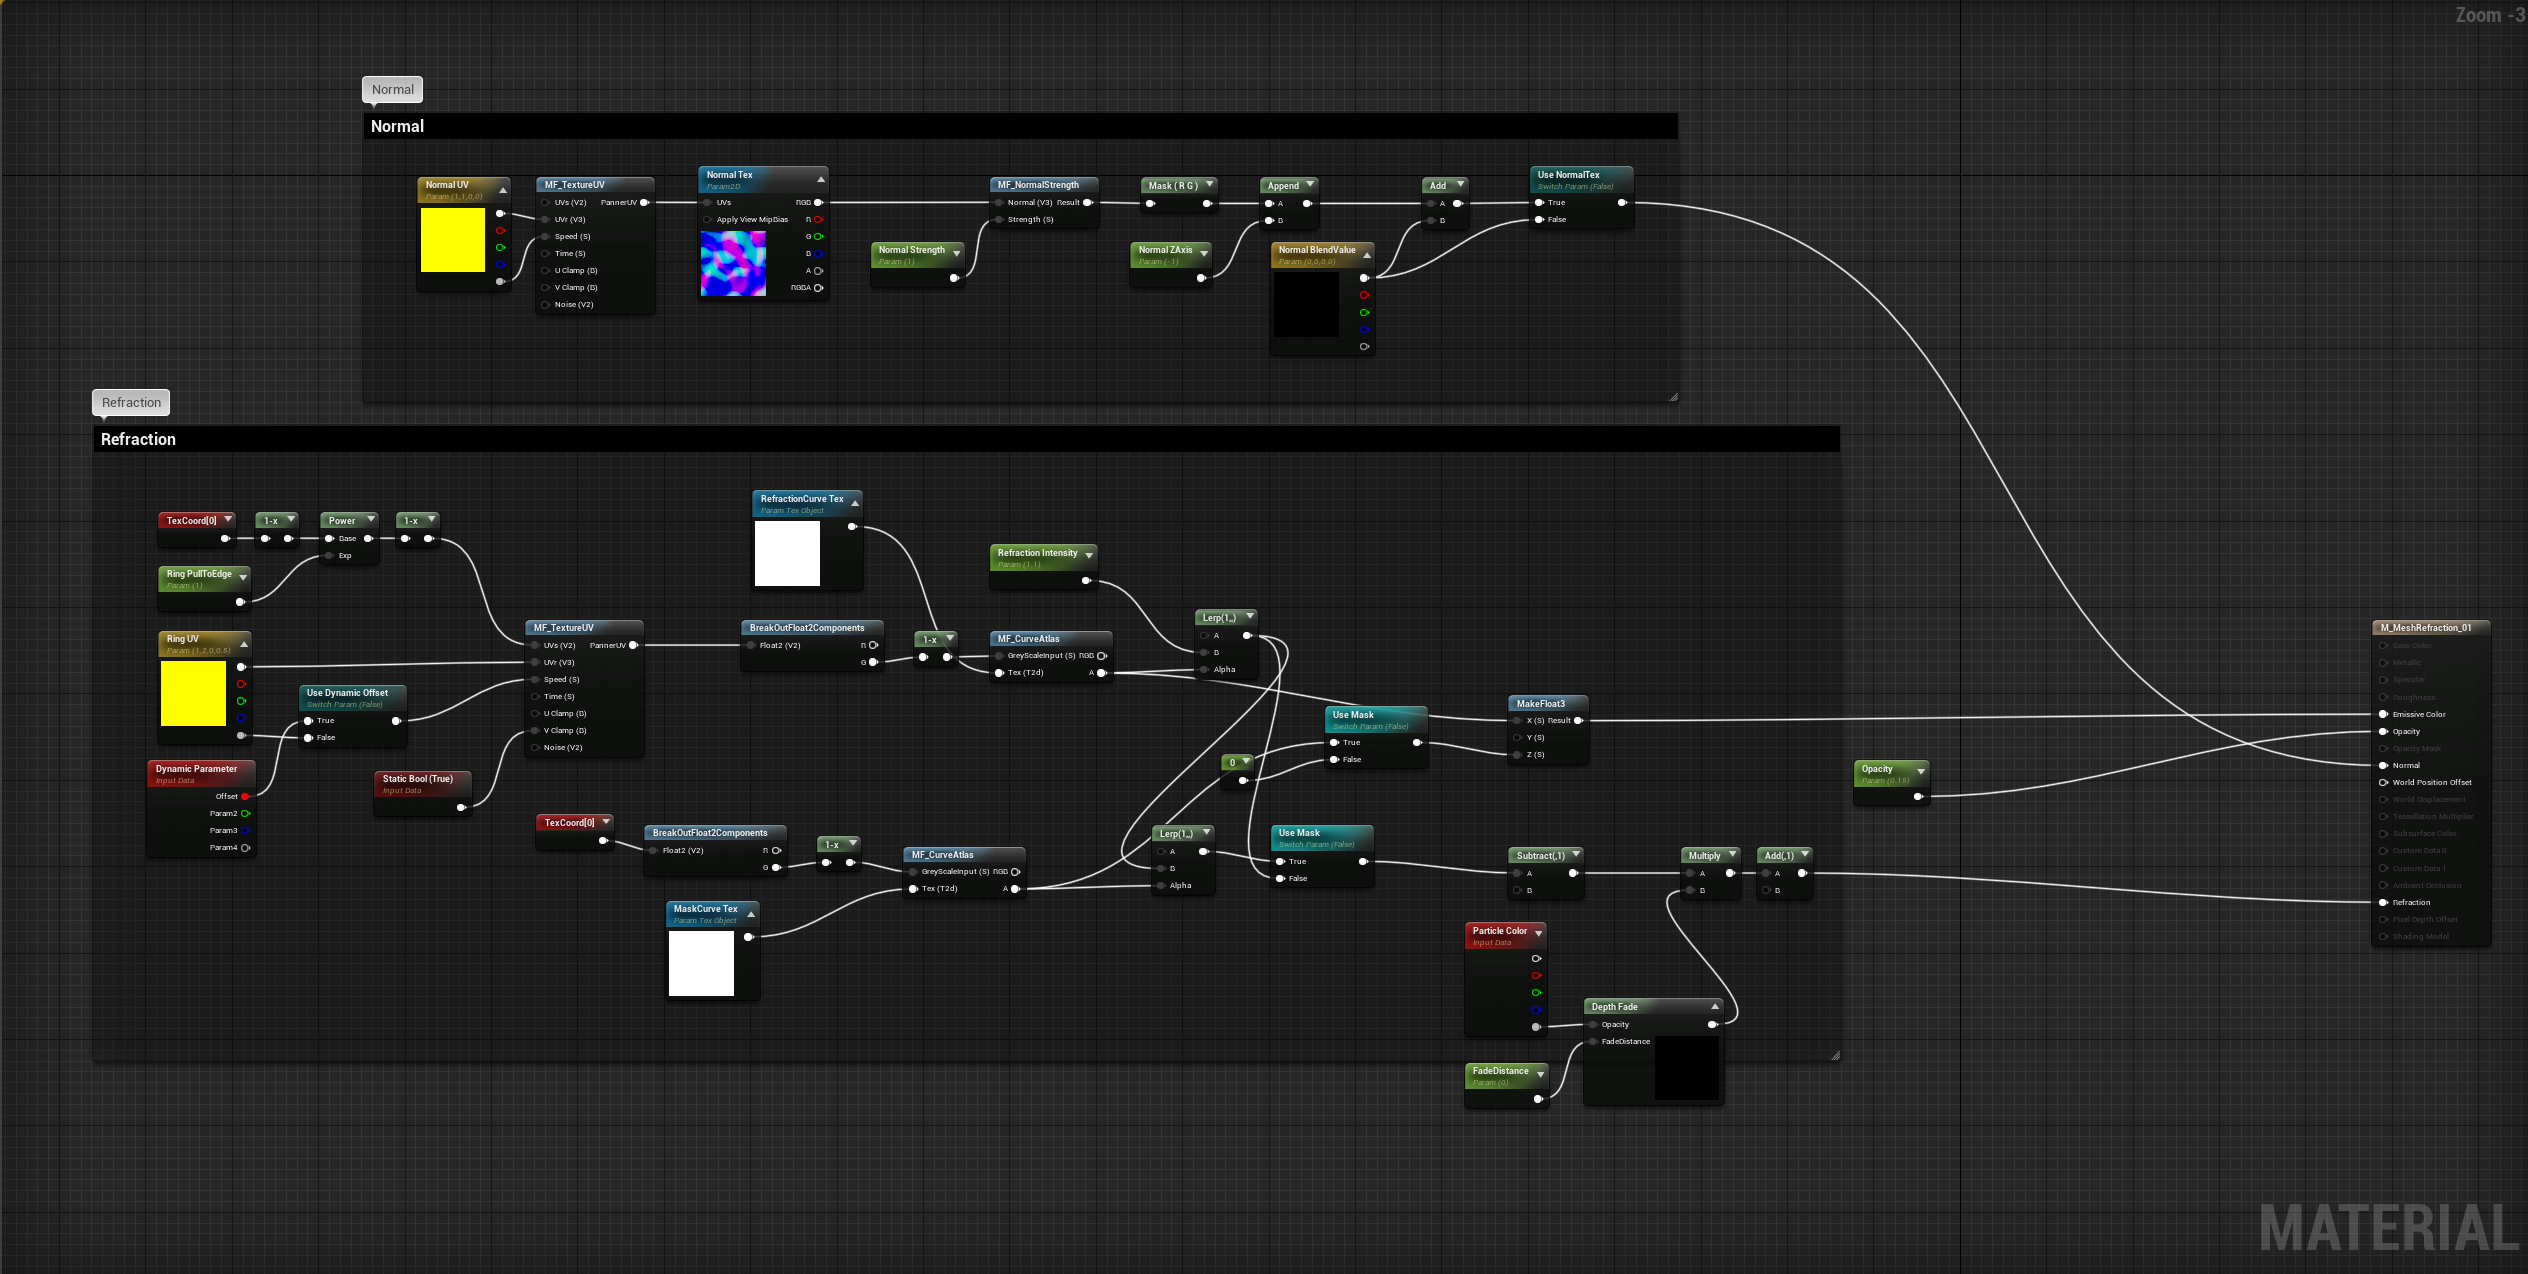 Zoom -3
Normal
Normal
Normal UV
Param (1,1,0,0)
MF_TextureUV
UVs (V2) PannerUV
UVr (V3)
Speed (S)
Time (S)
U Clamp (B)
V Clamp (B)
Noise (V2)
Normal Tex
Param2D
UVs RGB
Apply View MipBias R
G
B
A
RGBA
Normal Strength
Param (1)
MF_NormalStrength
Normal (V3) Result
Strength (S)
Mask ( R G )
Normal ZAxis
Param (-1)
Append
A
B
Normal BlendValue
Param (0,0,0,0)
Add
A
B
Use NormalTex
Switch Param (False)
True
False
Refraction
Refraction
TexCoord[0]
1-x
Power
Base
Exp
1-x
Ring PullToEdge
Param (1)
Ring UV
Param (1,2,0,0.5)
Use Dynamic Offset
Switch Param (False)
True
False
Dynamic Parameter
Input Data
Offset
Param2
Param3
Param4
Static Bool (True)
Input Data
MF_TextureUV
UVs (V2) PannerUV
UVr (V3)
Speed (S)
Time (S)
U Clamp (B)
V Clamp (B)
Noise (V2)
RefractionCurve Tex
Param Tex Object
BreakOutFloat2Components
Float2 (V2) R
G
1-x
Refraction Intensity
Param (1.1)
MF_CurveAtlas
GreyScaleInput (S) RGB
Tex (T2d) A
Lerp(1,,)
A
B
Alpha
Use Mask
Switch Param (False)
True
False
0
MakeFloat3
X (S) Result
Y (S)
Z (S)
TexCoord[0]
BreakOutFloat2Components
Float2 (V2) R
G
1-x
MaskCurve Tex
Param Tex Object
MF_CurveAtlas
GreyScaleInput (S) RGB
Tex (T2d) A
Lerp(1,,)
A
B
Alpha
Use Mask
Switch Param (False)
True
False
Subtract(,1)
A
B
Multiply
A
B
Add(,1)
A
B
Particle Color
Input Data
FadeDistance
Param (0)
Depth Fade
Opacity
FadeDistance
Opacity
Param (0.15)
M_MeshRefraction_01
Base Color
Metallic
Specular
Roughness
Emissive Color
Opacity
Opacity Mask
Normal
World Position Offset
World Displacement
Tessellation Multiplier
Subsurface Color
Custom Data 0
Custom Data 1
Ambient Occlusion
Refraction
Pixel Depth Offset
Shading Model
MATERIAL